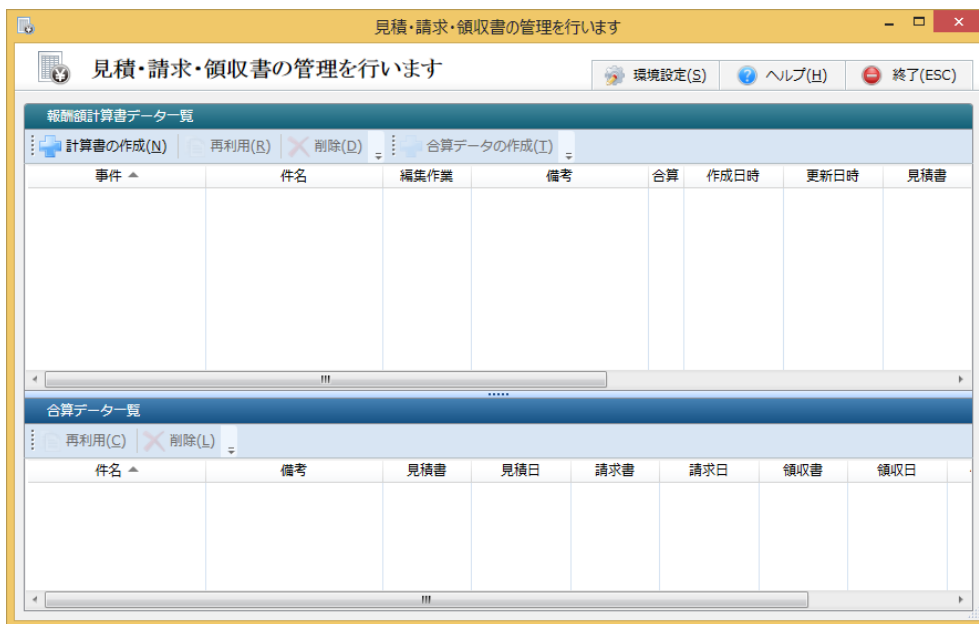 見積・請求・領収書の管理を行います
見積・請求・領収書の管理を行います
環境設定(S) ヘルプ(H) 終了(ESC)
報酬額計算書データ一覧
計算書の作成(N) 再利用(R) 削除(D) 合算データの作成(T)
事件 件名 編集作業 備考 合算 作成日時 更新日時 見積書
合算データ一覧
再利用(C) 削除(L)
件名 備考 見積書 見積日 請求書 請求日 領収書 領収日